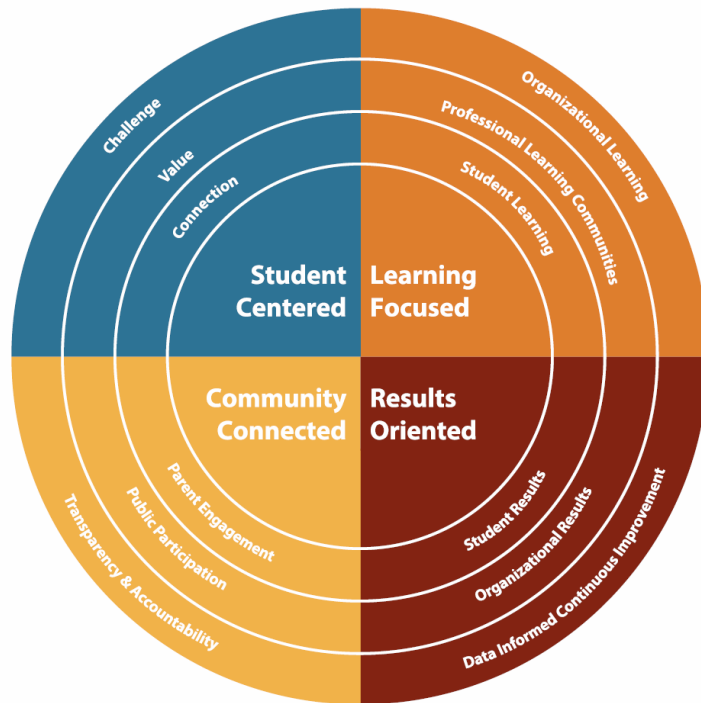 Challenge
Value
Connection
Student
Centered
Organizational Learning
Professional Learning Communities
Student Learning
Learning
Focused
Community
Connected
Parent Engagement
Public Participation
Transparency & Accountability
Results
Oriented
Student Results
Organizational Results
Data Informed Continuous Improvement